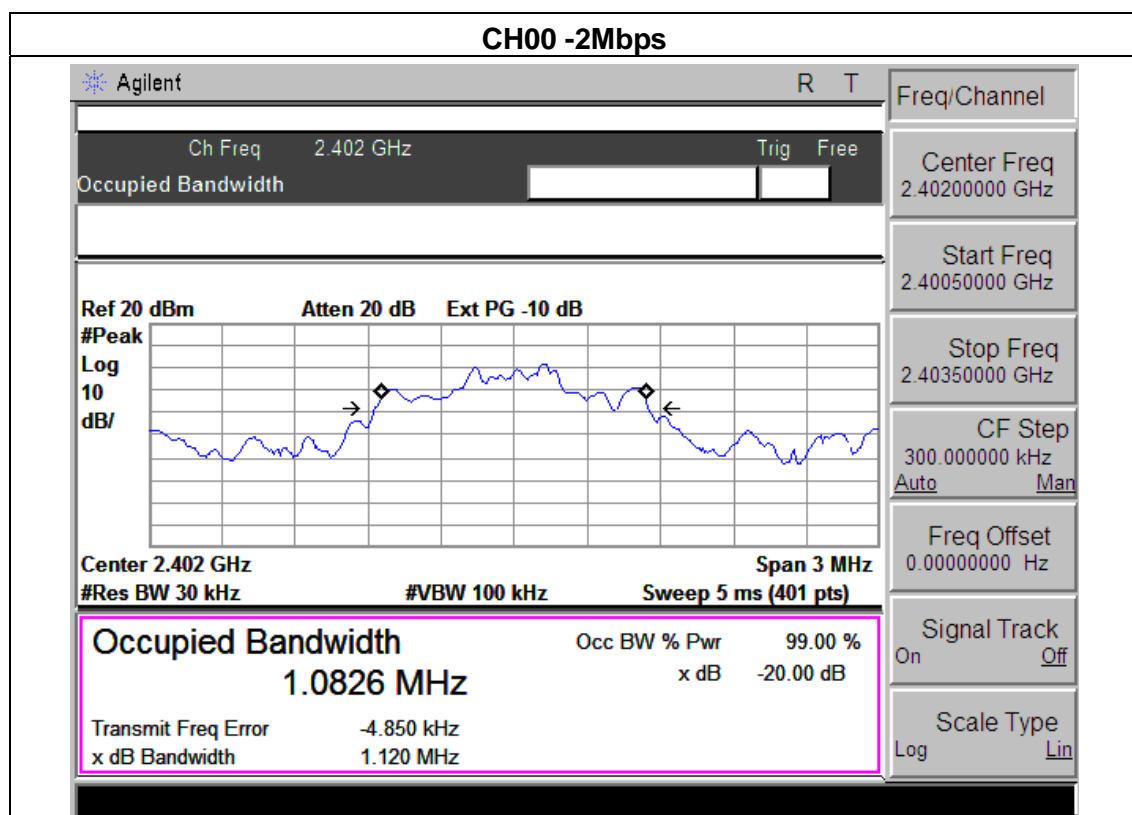 CH00 -2Mbps
Agilent R T
Ch Freq 2.402 GHz Trig Free
Occupied Bandwidth
Ref 20 dBm Atten 20 dB Ext PG -10 dB
#Peak
Log
10
dB/
Center 2.402 GHz Span 3 MHz
#Res BW 30 kHz #VBW 100 kHz Sweep 5 ms (401 pts)
Occupied Bandwidth Occ BW % Pwr 99.00 %
1.0826 MHz x dB -20.00 dB
Transmit Freq Error -4.850 kHz
x dB Bandwidth 1.120 MHz
Freq/Channel
Center Freq
2.40200000 GHz
Start Freq
2.40050000 GHz
Stop Freq
2.40350000 GHz
CF Step
300.000000 kHz
Auto Man
Freq Offset
0.00000000 Hz
Signal Track
On Off
Scale Type
Log Lin